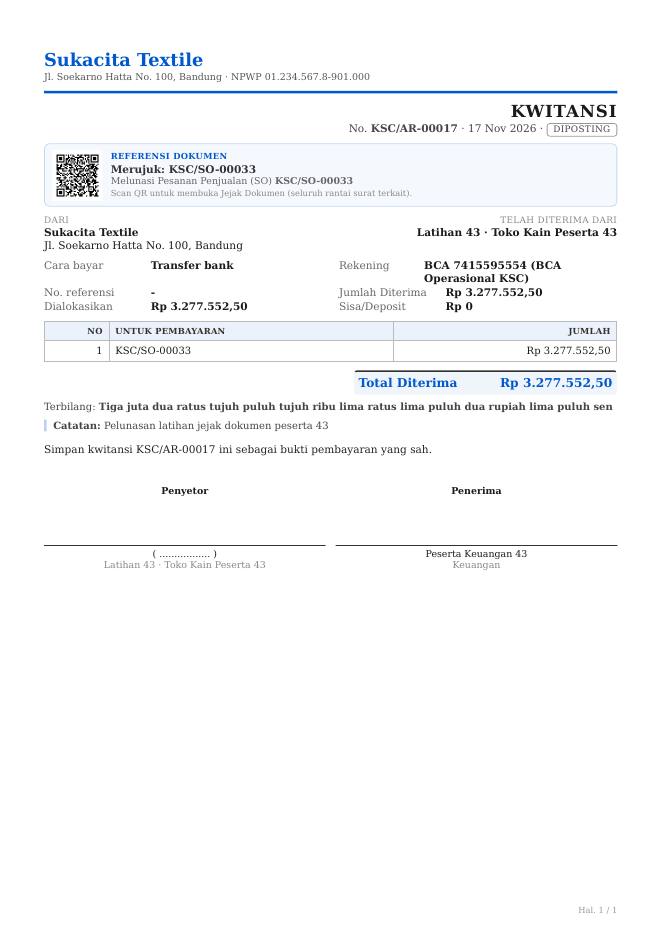 Sukacita Textile
Jl. Soekarno Hatta No. 100, Bandung · NPWP 01.234.567.8-901.000
KWITANSI
No. KSC/AR-00017 · 17 Nov 2026 · DIPOSTING
REFERENSI DOKUMEN
Merujuk: KSC/SO-00033
Melunasi Pesanan Penjualan (SO) KSC/SO-00033
Scan QR untuk membuka Jejak Dokumen (seluruh rantai surat terkait).
DARI
Sukacita Textile
Jl. Soekarno Hatta No. 100, Bandung
TELAH DITERIMA DARI
Latihan 43 · Toko Kain Peserta 43
Cara bayar Transfer bank
Rekening BCA 7415595554 (BCA
Operasional KSC)
No. referensi -
Jumlah Diterima Rp 3.277.552,50
Dialokasikan Rp 3.277.552,50
Sisa/Deposit Rp 0
NO UNTUK PEMBAYARAN JUMLAH
1 KSC/SO-00033 Rp 3.277.552,50
Total Diterima Rp 3.277.552,50
Terbilang: Tiga juta dua ratus tujuh puluh tujuh ribu lima ratus lima puluh dua rupiah lima puluh sen
Catatan: Pelunasan latihan jejak dokumen peserta 43
Simpan kwitansi KSC/AR-00017 ini sebagai bukti pembayaran yang sah.
Penyetor
( ................. )
Latihan 43 · Toko Kain Peserta 43
Penerima
Peserta Keuangan 43
Keuangan
Hal. 1 / 1